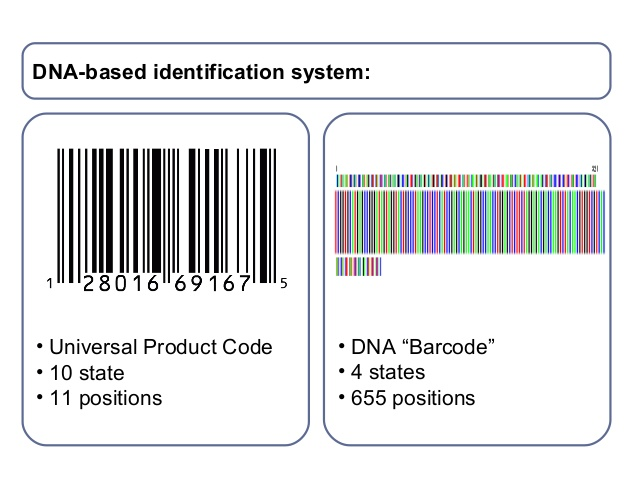 DNA-based identification system:
1 28016 69167 5
• Universal Product Code
• 10 state
• 11 positions
• DNA “Barcode”
• 4 states
• 655 positions